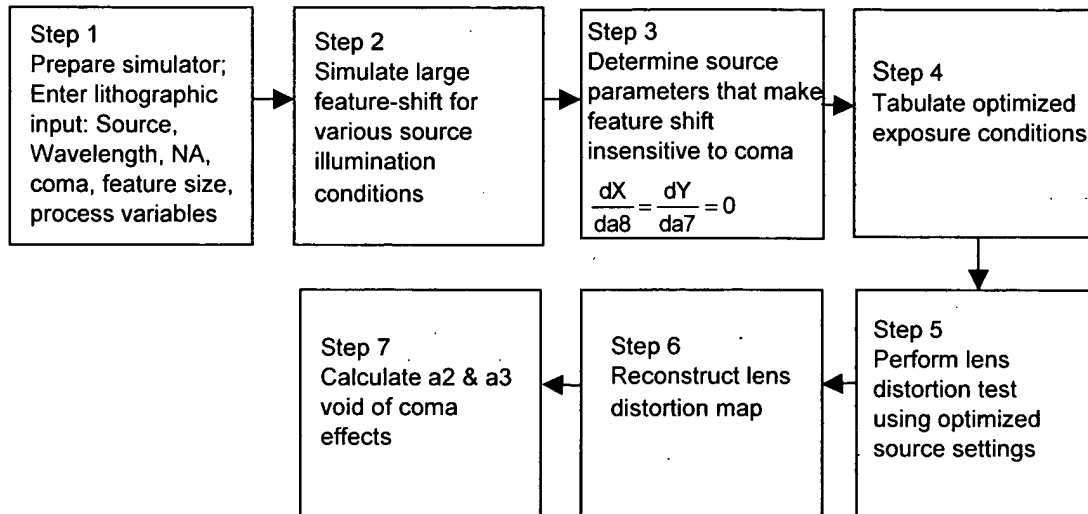 Step 1
Prepare simulator;
Enter lithographic
input: Source,
Wavelength, NA,
coma, feature size,
process variables
Step 2
Simulate large
feature-shift for
various source
illumination
conditions
Step 3
Determine source
parameters that make
feature shift
insensitive to coma
dX/da8 = dY/da7 = 0
Step 4
Tabulate optimized
exposure conditions
Step 5
Perform lens
distortion test
using optimized
source settings
Step 6
Reconstruct lens
distortion map
Step 7
Calculate a2 & a3
void of coma
effects